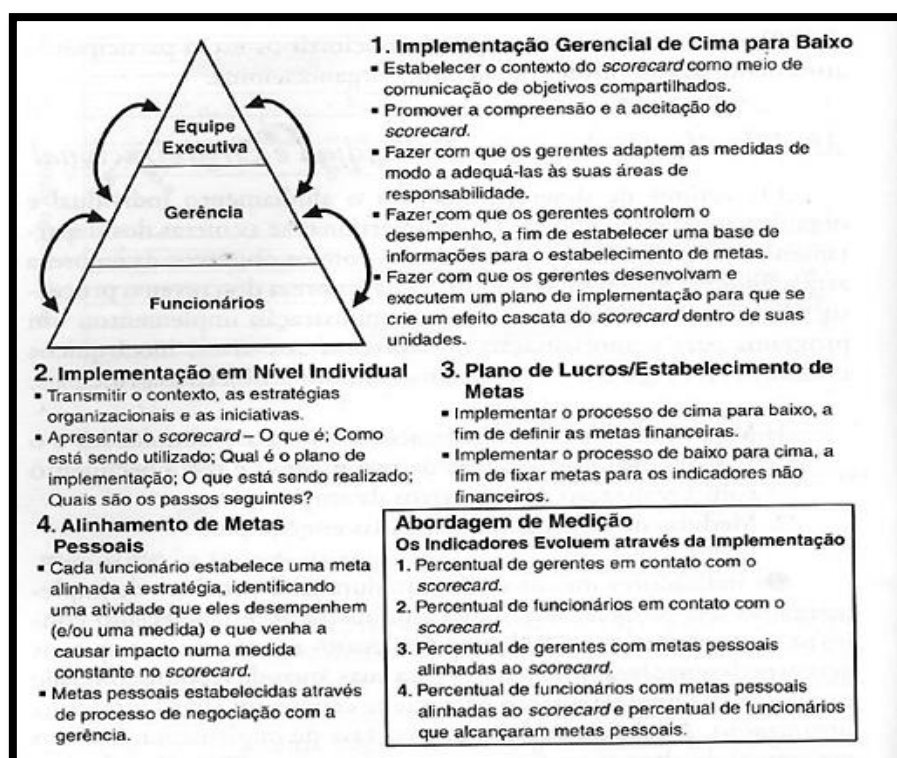 Equipe
Executiva
Gerência
Funcionários
1. Implementação Gerencial de Cima para Baixo
▪ Estabelecer o contexto do scorecard como meio de
comunicação de objetivos compartilhados.
▪ Promover a compreensão e a aceitação do
scorecard.
▪ Fazer com que os gerentes adaptem as medidas de
modo a adequá-las às suas áreas de
responsabilidade.
▪ Fazer com que os gerentes controlem o
desempenho, a fim de estabelecer uma base de
informações para o estabelecimento de metas.
▪ Fazer com que os gerentes desenvolvam e
executem um plano de implementação para que se
crie um efeito cascata do scorecard dentro de suas
unidades.
2. Implementação em Nível Individual
▪ Transmitir o contexto, as estratégias
organizacionais e as iniciativas.
▪ Apresentar o scorecard – O que é; Como
está sendo utilizado; Qual é o plano de
implementação; O que está sendo realizado;
Quais são os passos seguintes?
3. Plano de Lucros/Estabelecimento de
Metas
▪ Implementar o processo de cima para baixo, a
fim de definir as metas financeiras.
▪ Implementar o processo de baixo para cima, a
fim de fixar metas para os indicadores não
financeiros.
4. Alinhamento de Metas
Pessoais
▪ Cada funcionário estabelece uma meta
alinhada à estratégia, identificando
uma atividade que eles desempenhem
(e/ou uma medida) e que venha a
causar impacto numa medida
constante no scorecard.
▪ Metas pessoais estabelecidas através
de processo de negociação com a
gerência.
Abordagem de Medição
Os Indicadores Evoluem através da Implementação
1. Percentual de gerentes em contato com o
scorecard.
2. Percentual de funcionários em contato com o
scorecard.
3. Percentual de gerentes com metas pessoais
alinhadas ao scorecard.
4. Percentual de funcionários com metas pessoais
alinhadas ao scorecard e percentual de funcionários
que alcançaram metas pessoais.